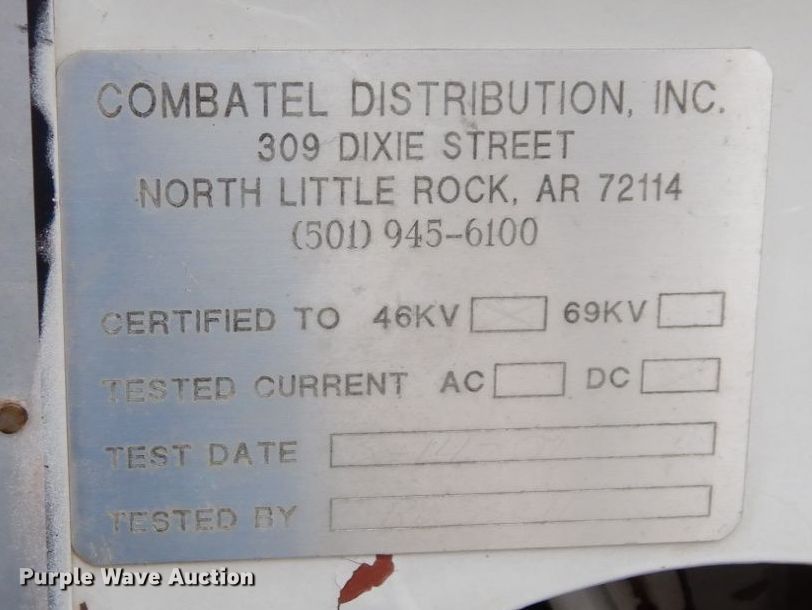 COMBATEL DISTRIBUTION, INC.
309 DIXIE STREET
NORTH LITTLE ROCK, AR 72114
(501) 945-6100
CERTIFIED TO 46KV 69KV
TESTED CURRENT AC DC
TEST DATE
TESTED BY
Purple Wave Auction